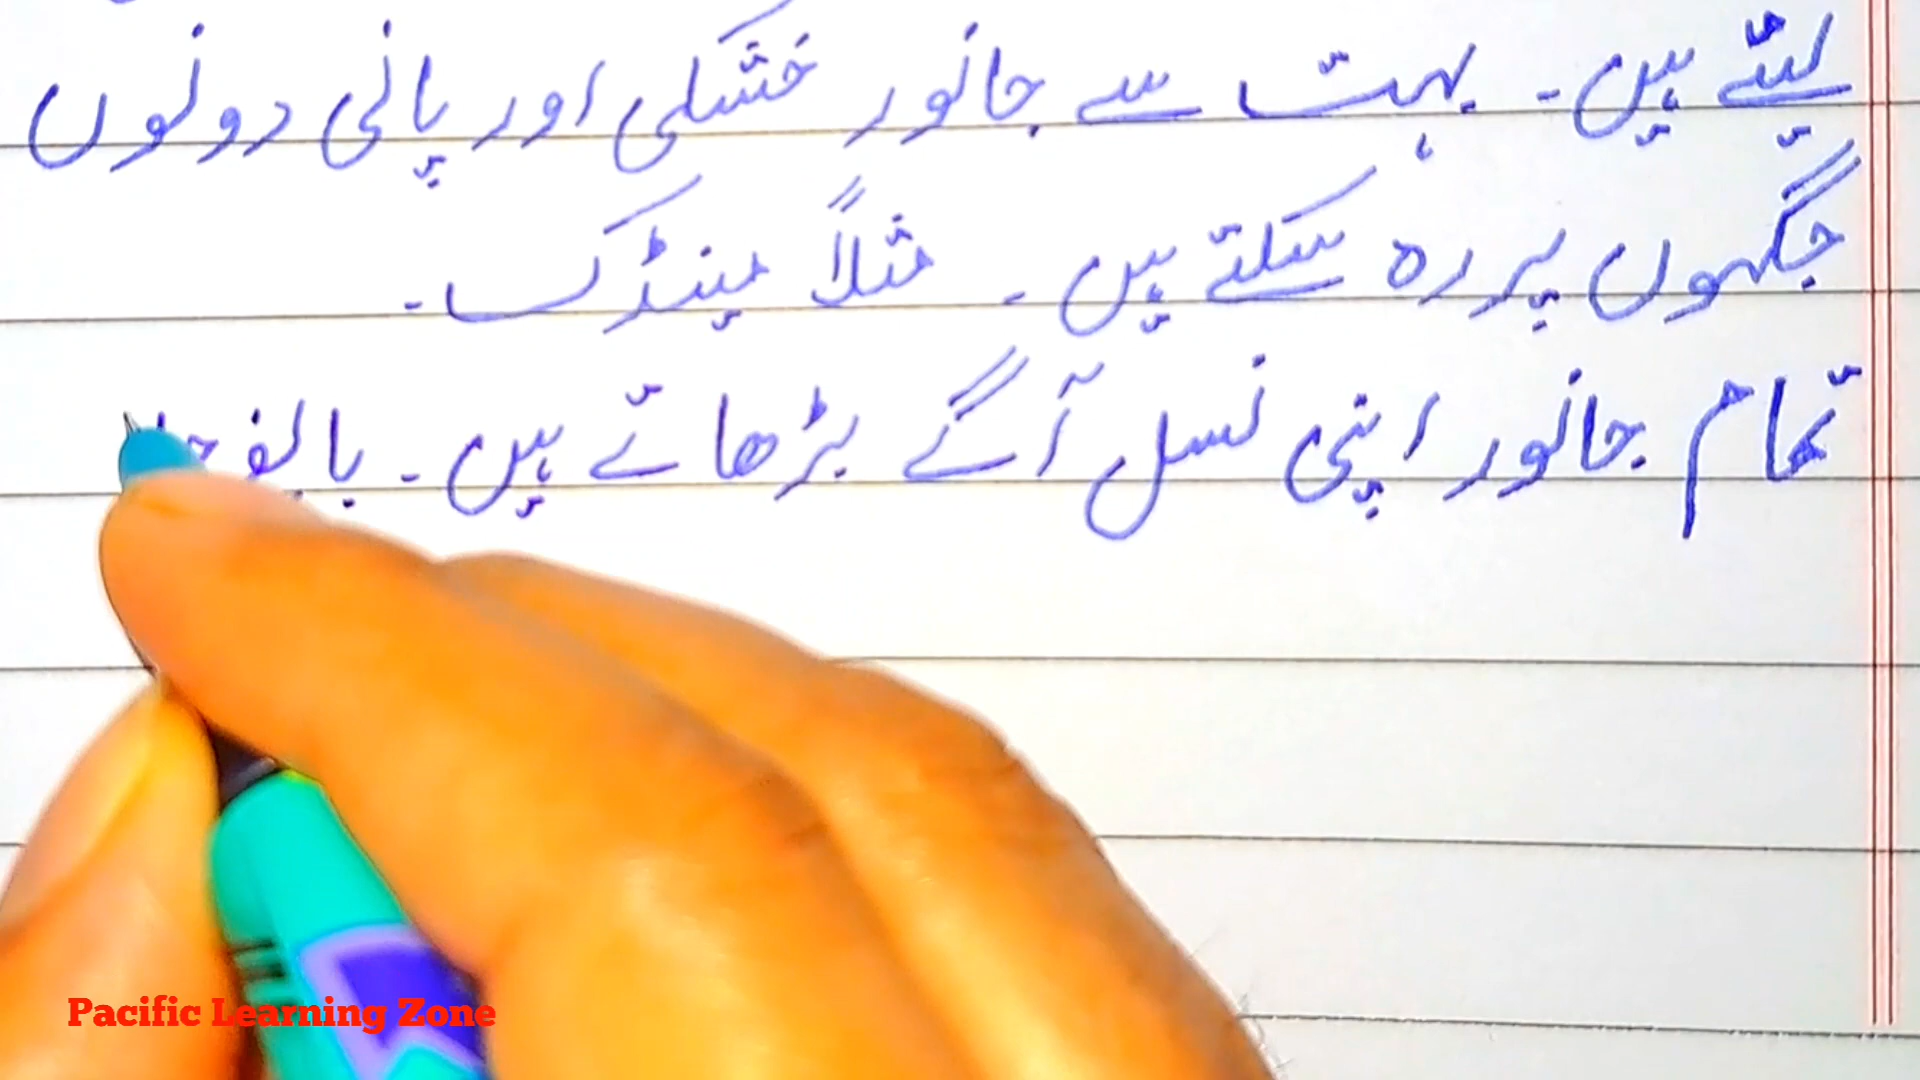 لیتے ہیں۔ بہت سے جانور خشکی اور پانی دونوں
جگہوں پر رہ سکتے ہیں۔ مثلاً مینڈک۔
تمام جانور اپنی نسل آگے بڑھاتے ہیں۔ بالغ
Pacific Learning Zone